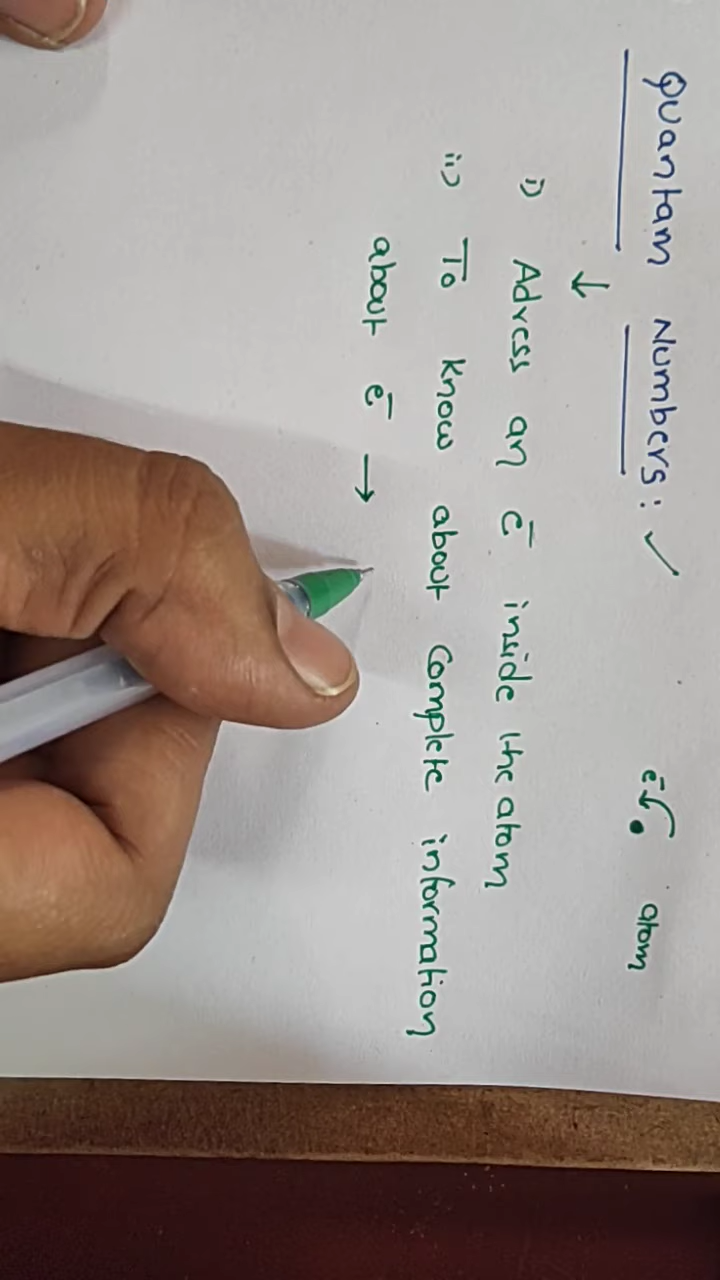 Quantam Numbers: ✓
↓
e⁻ atom
i) Adress an e⁻ inside the atom
ii) To know about complete information
about e⁻ →